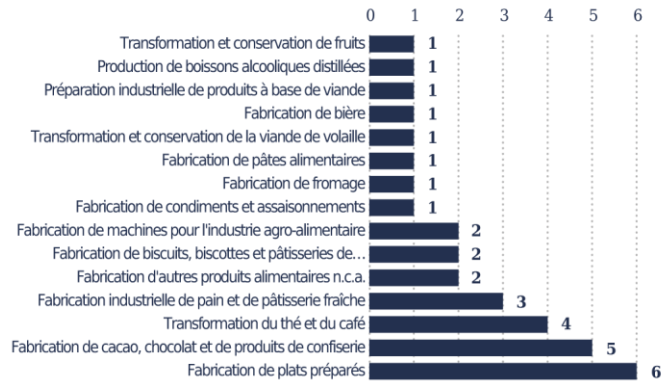 0 1 2 3 4 5 6
Transformation et conservation de fruits 1
Production de boissons alcooliques distillées 1
Préparation industrielle de produits à base de viande 1
Fabrication de bière 1
Transformation et conservation de la viande de volaille 1
Fabrication de pâtes alimentaires 1
Fabrication de fromage 1
Fabrication de condiments et assaisonnements 1
Fabrication de machines pour l'industrie agro-alimentaire 2
Fabrication de biscuits, biscottes et pâtisseries de… 2
Fabrication d'autres produits alimentaires n.c.a. 2
Fabrication industrielle de pain et de pâtisserie fraîche 3
Transformation du thé et du café 4
Fabrication de cacao, chocolat et de produits de confiserie 5
Fabrication de plats préparés 6